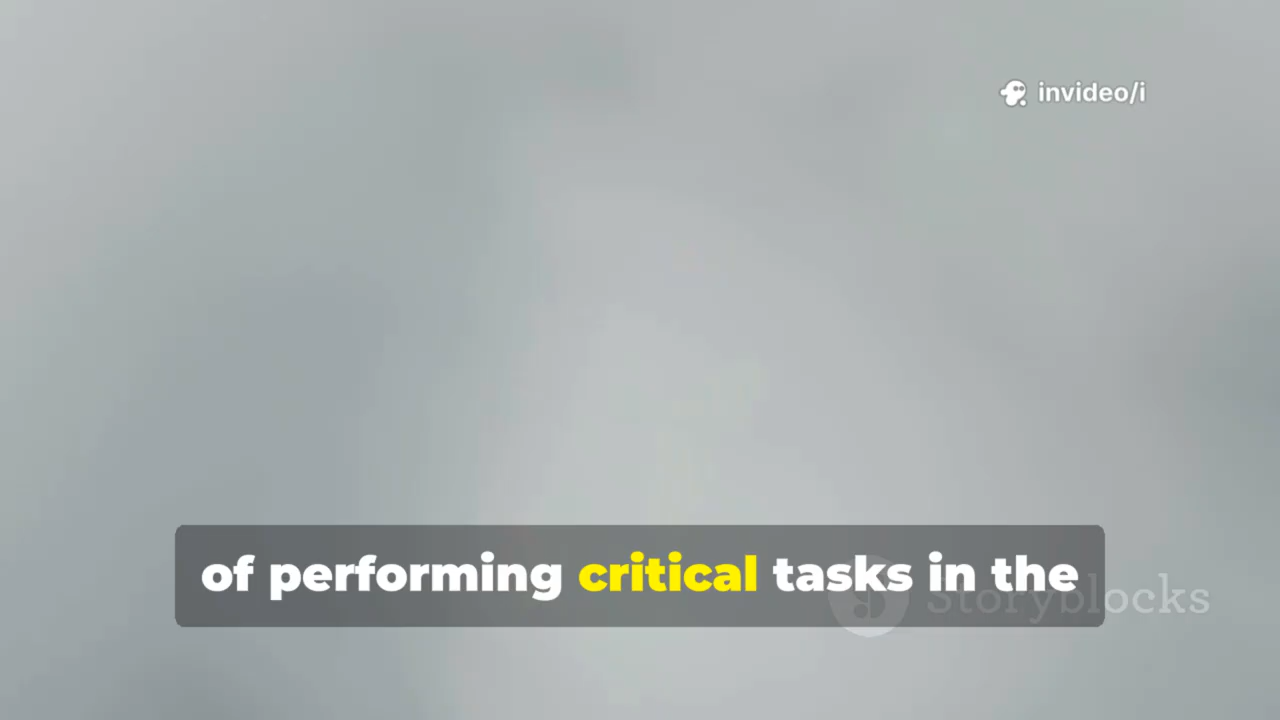 invideo/i
of performing critical tasks in the
Storyblocks